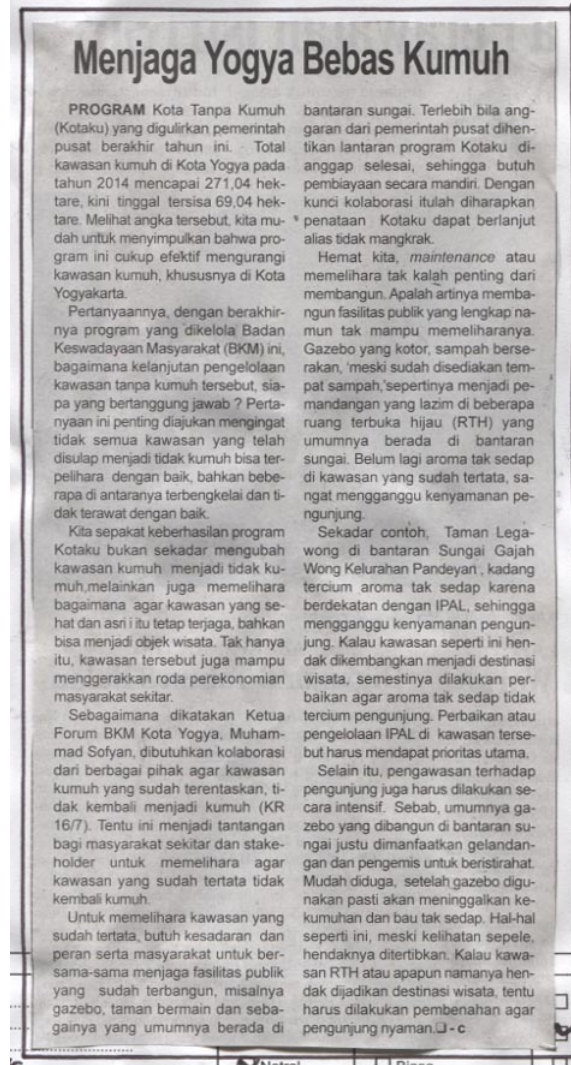 Menjaga Yogya Bebas Kumuh
PROGRAM Kota Tanpa Kumuh
(Kotaku) yang digulirkan pemerintah
pusat berakhir tahun ini. Total
kawasan kumuh di Kota Yogya pada
tahun 2014 mencapai 271,04 hek-
tare, kini tinggal tersisa 69,04 hek-
tare. Melihat angka tersebut, kita mu-
dah untuk menyimpulkan bahwa pro-
gram ini cukup efektif mengurangi
kawasan kumuh, khususnya di Kota
Yogyakarta.
Pertanyaannya, dengan berakhir-
nya program yang dikelola Badan
Keswadayaan Masyarakat (BKM) ini,
bagaimana kelanjutan pengelolaan
kawasan tanpa kumuh tersebut, sia-
pa yang bertanggung jawab ? Perta-
nyaan ini penting diajukan mengingat
tidak semua kawasan yang telah
disulap menjadi tidak kumuh bisa ter-
pelihara dengan baik, bahkan bebe-
rapa di antaranya terbengkelai dan ti-
dak terawat dengan baik.
Kita sepakat keberhasilan program
Kotaku bukan sekadar mengubah
kawasan kumuh menjadi tidak ku-
muh,melainkan juga memelihara
bagaimana agar kawasan yang se-
hat dan asri i itu tetap terjaga, bahkan
bisa menjadi objek wisata. Tak hanya
itu, kawasan tersebut juga mampu
menggerakkan roda perekonomian
masyarakat sekitar.
Sebagaimana dikatakan Ketua
Forum BKM Kota Yogya, Muham-
mad Sofyan, dibutuhkan kolaborasi
dari berbagai pihak agar kawasan
kumuh yang sudah terentaskan, ti-
dak kembali menjadi kumuh (KR
16/7). Tentu ini menjadi tantangan
bagi masyarakat sekitar dan stake-
holder untuk memelihara agar
kawasan yang sudah tertata tidak
kembali kumuh.
Untuk memelihara kawasan yang
sudah tertata, butuh kesadaran dan
peran serta masyarakat untuk ber-
sama-sama menjaga fasilitas publik
yang sudah terbangun, misalnya
gazebo, taman bermain dan seba-
gainya yang umumnya berada di
bantaran sungai. Terlebih bila ang-
garan dari pemerintah pusat dihen-
tikan lantaran program Kotaku di-
anggap selesai, sehingga butuh
pembiayaan secara mandiri. Dengan
kunci kolaborasi itulah diharapkan
penataan Kotaku dapat berlanjut
alias tidak mangkrak.
Hemat kita, maintenance atau
memelihara tak kalah penting dari
membangun. Apalah artinya memba-
ngun fasilitas publik yang lengkap na-
mun tak mampu memeliharanya.
Gazebo yang kotor, sampah berse-
rakan, 'meski sudah disediakan tem-
pat sampah,'sepertinya menjadi pe-
mandangan yang lazim di beberapa
ruang terbuka hijau (RTH) yang
umumnya berada di bantaran
sungai. Belum lagi aroma tak sedap
di kawasan yang sudah tertata, sa-
ngat mengganggu kenyamanan pe-
ngunjung.
Sekadar contoh, Taman Lega-
wong di bantaran Sungai Gajah
Wong Kelurahan Pandeyan , kadang
tercium aroma tak sedap karena
berdekatan dengan IPAL, sehingga
mengganggu kenyamanan pengun-
jung. Kalau kawasan seperti ini hen-
dak dikembangkan menjadi destinasi
wisata, semestinya dilakukan per-
baikan agar aroma tak sedap tidak
tercium pengunjung. Perbaikan atau
pengelolaan IPAL di kawasan terse-
but harus mendapat prioritas utama.
Selain itu, pengawasan terhadap
pengunjung juga harus dilakukan se-
cara intensif. Sebab, umumnya ga-
zebo yang dibangun di bantaran su-
ngai justu dimanfaatkan gelandan-
gan dan pengemis untuk beristirahat.
Mudah diduga, setelah gazebo digu-
nakan pasti akan meninggalkan ke-
kumuhan dan bau tak sedap. Hal-hal
seperti ini, meski kelihatan sepele,
hendaknya ditertibkan. Kalau kawa-
san RTH atau apapun namanya hen-
dak dijadikan destinasi wisata, tentu
harus dilakukan pembenahan agar
pengunjung nyaman.❑ - c